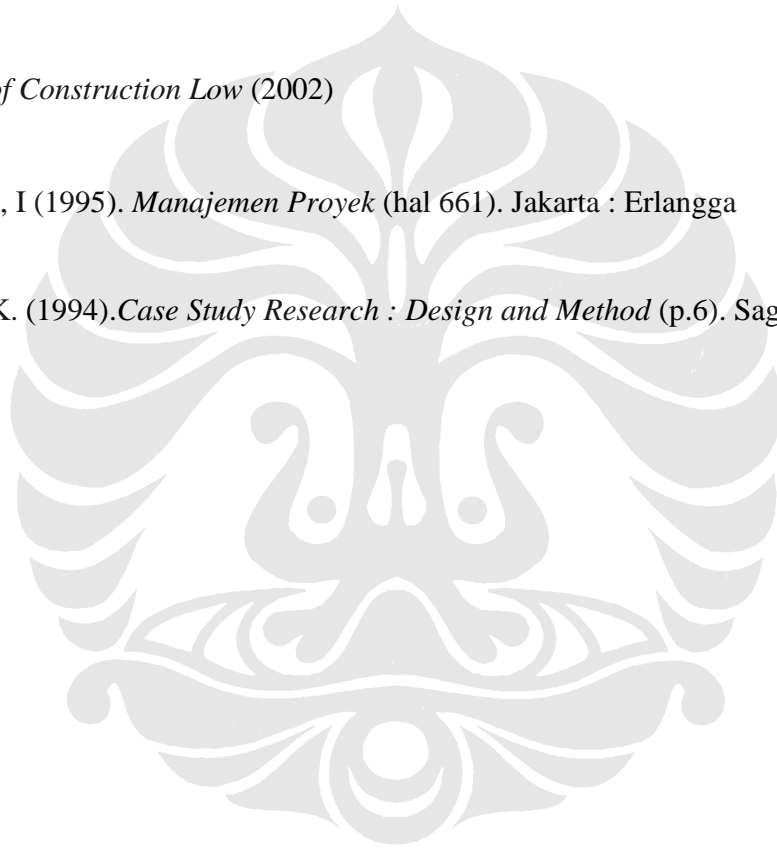 of Construction Low (2002)
, I (1995). Manajemen Proyek (hal 661). Jakarta : Erlangga
K. (1994).Case Study Research : Design and Method (p.6). Sag